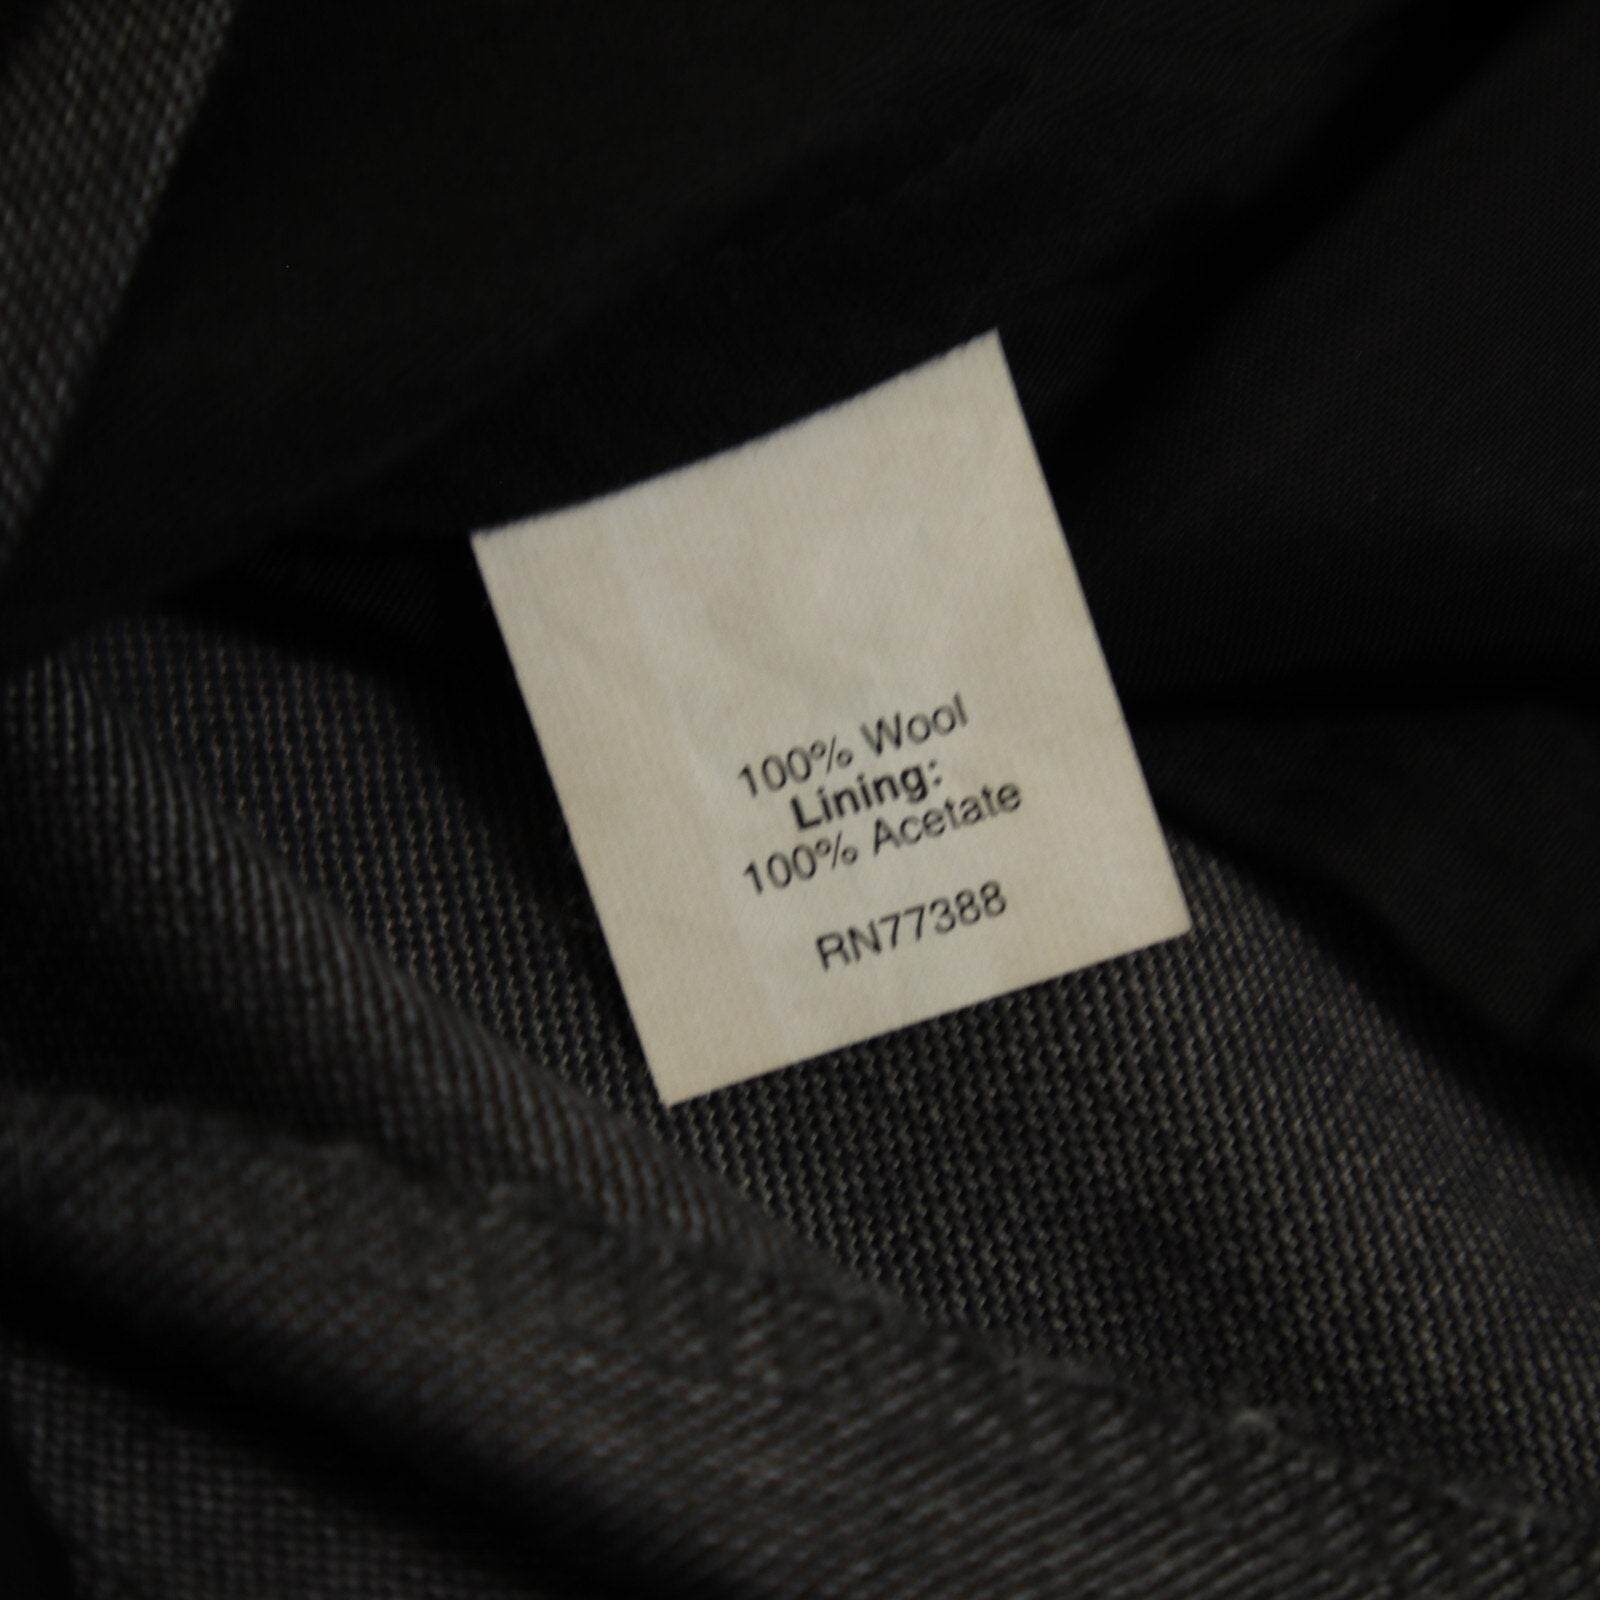 100% Wool
Lining:
100% Acetate
RN77388